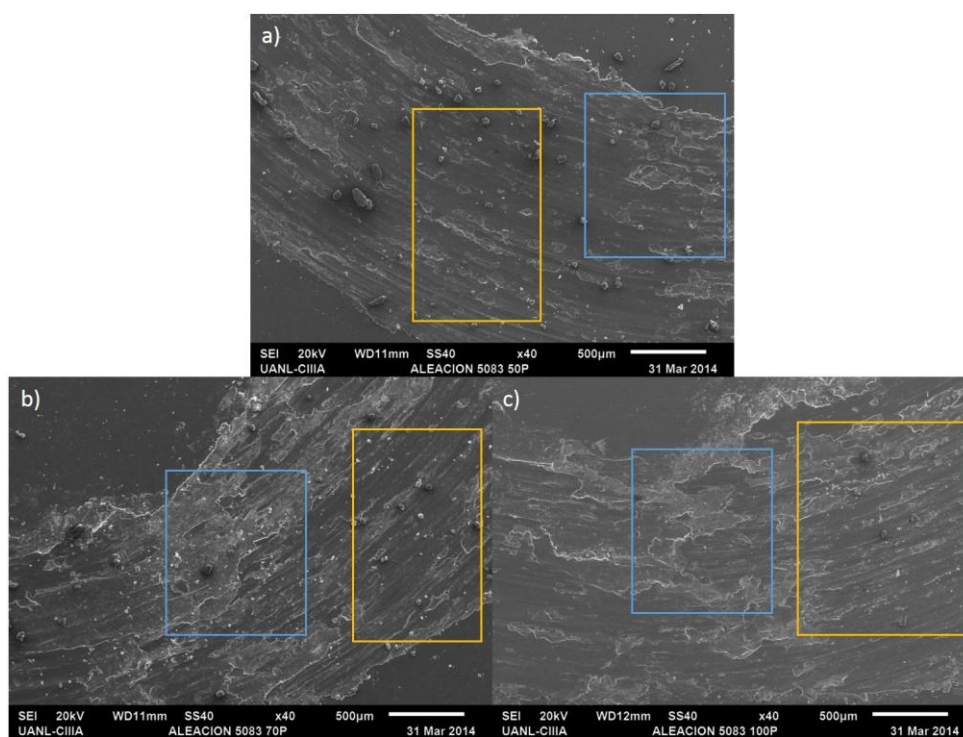 a)
SEI 20kV WD11mm SS40 x40 500µm
UANL-CIIIA ALEACION 5083 50P 31 Mar 2014
b)
SEI 20kV WD11mm SS40 x40 500µm
UANL-CIIIA ALEACION 5083 70P 31 Mar 2014
c)
SEI 20kV WD12mm SS40 x40 500µm
UANL-CIIIA ALEACION 5083 100P 31 Mar 2014